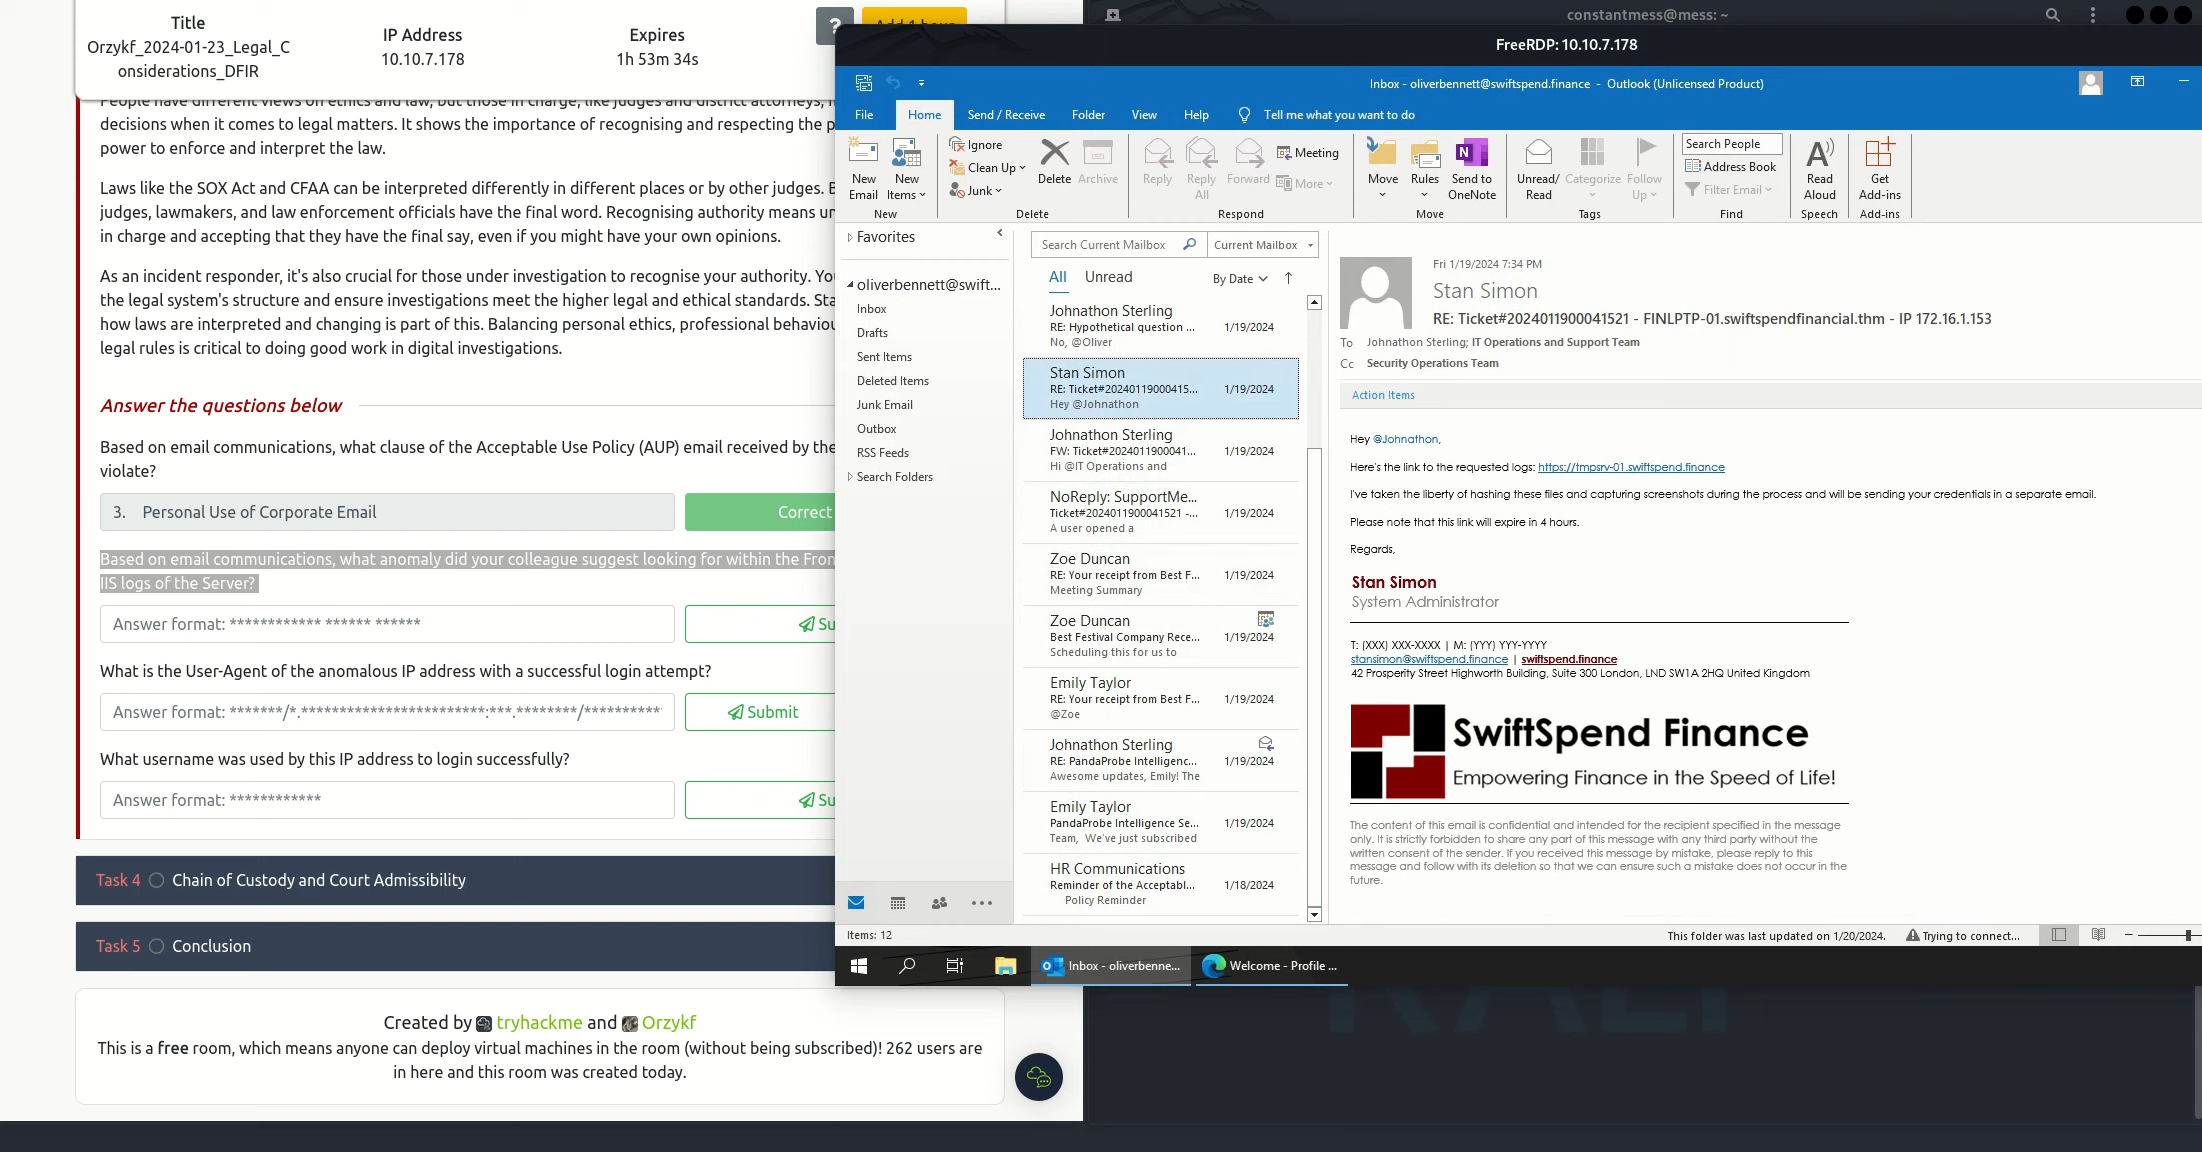 Title
Orzykf_2024-01-23_Legal_C
onsiderations_DFIR
IP Address
10.10.7.178
Expires
1h 53m 34s
?
decisions when it comes to legal matters. It shows the importance of recognising and respecting the p
power to enforce and interpret the law.
Laws like the SOX Act and CFAA can be interpreted differently in different places or by other judges. B
judges, lawmakers, and law enforcement officials have the final word. Recognising authority means un
in charge and accepting that they have the final say, even if you might have your own opinions.
As an incident responder, it's also crucial for those under investigation to recognise your authority. You
the legal system's structure and ensure investigations meet the higher legal and ethical standards. Sta
how laws are interpreted and changing is part of this. Balancing personal ethics, professional behaviou
legal rules is critical to doing good work in digital investigations.
Answer the questions below
Based on email communications, what clause of the Acceptable Use Policy (AUP) email received by the
violate?
3. Personal Use of Corporate Email
Correct
Based on email communications, what anomaly did your colleague suggest looking for within the Fron
IIS logs of the Server?
Answer format: ************ ****** ******
Su
What is the User-Agent of the anomalous IP address with a successful login attempt?
Answer format: *******/*.************************:***.********/**********
Submit
What username was used by this IP address to login successfully?
Answer format: ************
Su
Task 4 Chain of Custody and Court Admissibility
Task 5 Conclusion
Created by tryhackme and Orzykf
This is a free room, which means anyone can deploy virtual machines in the room (without being subscribed)! 262 users are
in here and this room was created today.
constantmess@mess: ~
FreeRDP: 10.10.7.178
Inbox - oliverbennett@swiftspend.finance - Outlook (Unlicensed Product)
File Home Send / Receive Folder View Help Tell me what you want to do
New
Email
New
Items
New
Ignore
Clean Up
Junk
Delete
Archive
Delete
Reply
Reply
All
Forward
Meeting
More
Respond
Move
Rules
Send to
OneNote
Move
Unread/
Read
Categorize
Follow
Up
Tags
Search People
Address Book
Filter Email
Find
Read
Aloud
Speech
Get
Add-ins
Add-ins
Favorites
oliverbennett@swift...
Inbox
Drafts
Sent Items
Deleted Items
Junk Email
Outbox
RSS Feeds
Search Folders
Search Current Mailbox
Current Mailbox
All Unread
By Date
Johnathon Sterling
RE: Hypothetical question ... 1/19/2024
No, @Oliver
Stan Simon
RE: Ticket#20240119000415... 1/19/2024
Hey @Johnathon
Johnathon Sterling
FW: Ticket#2024011900041... 1/19/2024
Hi @IT Operations and
NoReply: SupportMe...
Ticket#2024011900041521 -... 1/19/2024
A user opened a
Zoe Duncan
RE: Your receipt from Best F... 1/19/2024
Meeting Summary
Zoe Duncan
Best Festival Company Rece... 1/19/2024
Scheduling this for us to
Emily Taylor
RE: Your receipt from Best F... 1/19/2024
@Zoe
Johnathon Sterling
RE: PandaProbe Intelligenc... 1/19/2024
Awesome updates, Emily! The
Emily Taylor
PandaProbe Intelligence Se... 1/19/2024
Team, We've just subscribed
HR Communications
Reminder of the Acceptabl... 1/18/2024
Policy Reminder
Fri 1/19/2024 7:34 PM
Stan Simon
RE: Ticket#2024011900041521 - FINLPTP-01.swiftspendfinancial.thm - IP 172.16.1.153
To Johnathon Sterling; IT Operations and Support Team
Cc Security Operations Team
Action Items
Hey @Johnathon,
Here's the link to the requested logs: https://tmpsrv-01.swiftspend.finance
I've taken the liberty of hashing these files and capturing screenshots during the process and will be sending your credentials in a separate email.
Please note that this link will expire in 4 hours.
Regards,
Stan Simon
System Administrator
T: (XXX) XXX-XXXX | M: (YYY) YYY-YYYY
stansimon@swiftspend.finance | swiftspend.finance
42 Prosperity Street Highworth Building, Suite 300 London, LND SW1A 2HQ United Kingdom
SwiftSpend Finance
Empowering Finance in the Speed of Life!
The content of this email is confidential and intended for the recipient specified in the message
only. It is strictly forbidden to share any part of this message with any third party without the
written consent of the sender. If you received this message by mistake, please reply to this
message and follow with its deletion so that we can ensure such a mistake does not occur in the
future.
Items: 12
This folder was last updated on 1/20/2024.
Trying to connect...
Inbox - oliverbenne...
Welcome - Profile ...